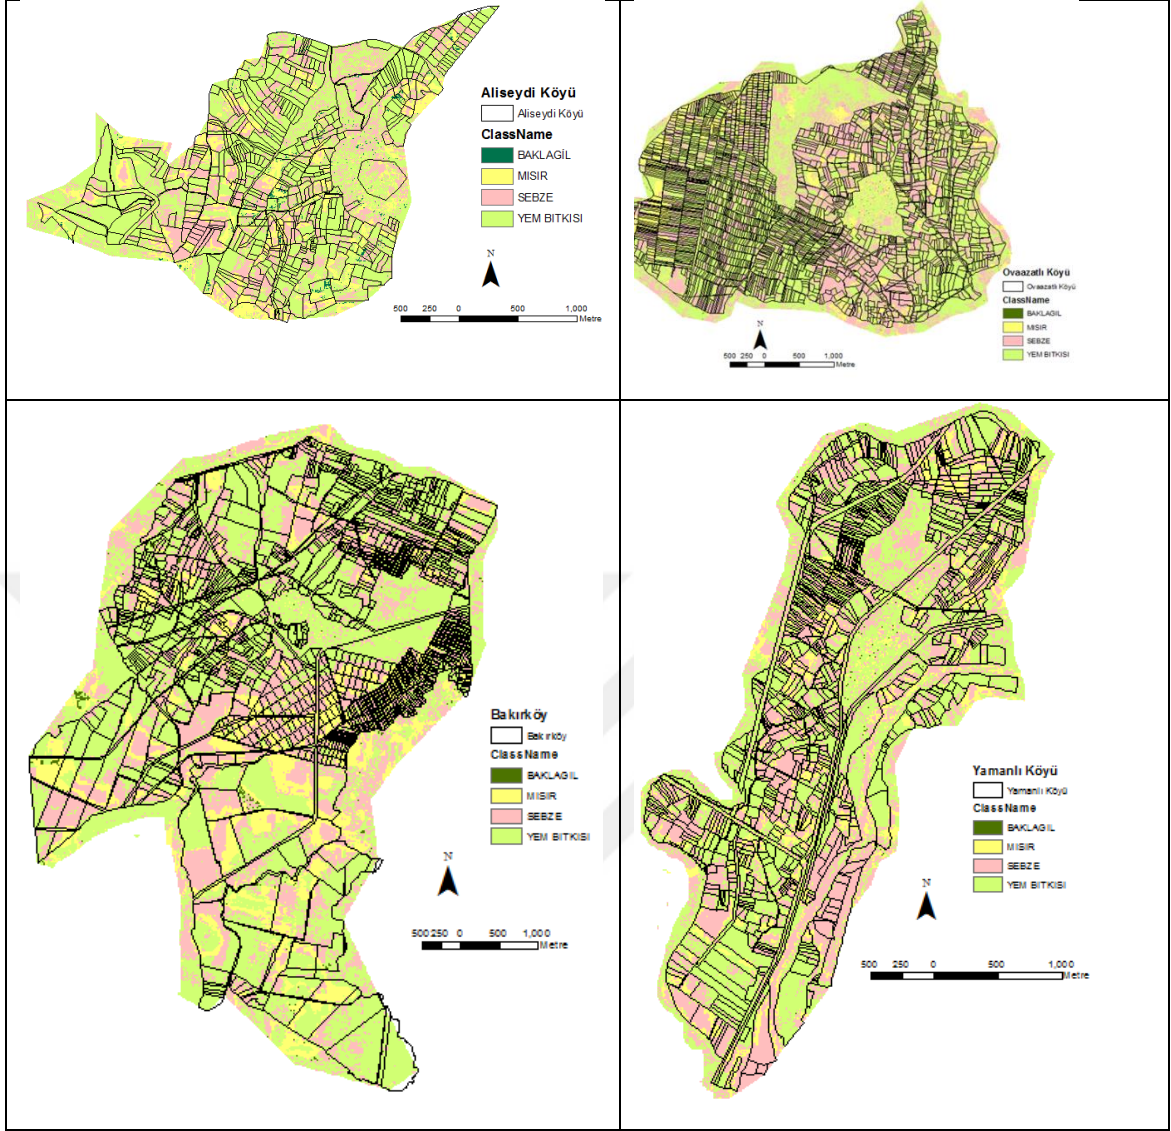 Aliseydi Köyü
Aliseydi Köyü
ClassName
BAKLAGİL
MISIR
SEBZE
YEM BITKISI
N
500 250 0 500 1,000
Metre
Ovaazatlı Köyü
Ovaazatlı Köyü
ClassName
BAKLAGIL
MISIR
SEBZE
YEM BITKISI
N
500 250 0 500 1,000
Metre
Bakırköy
Bakırköy
ClassName
BAKLAGIL
MISIR
SEBZE
YEM BITKISI
N
500 250 0 500 1,000
Metre
Yamanlı Köyü
Yamanlı Köyü
ClassName
BAKLAGIL
MISIR
SEBZE
YEM BITKISI
N
500 250 0 500 1,000
Metre